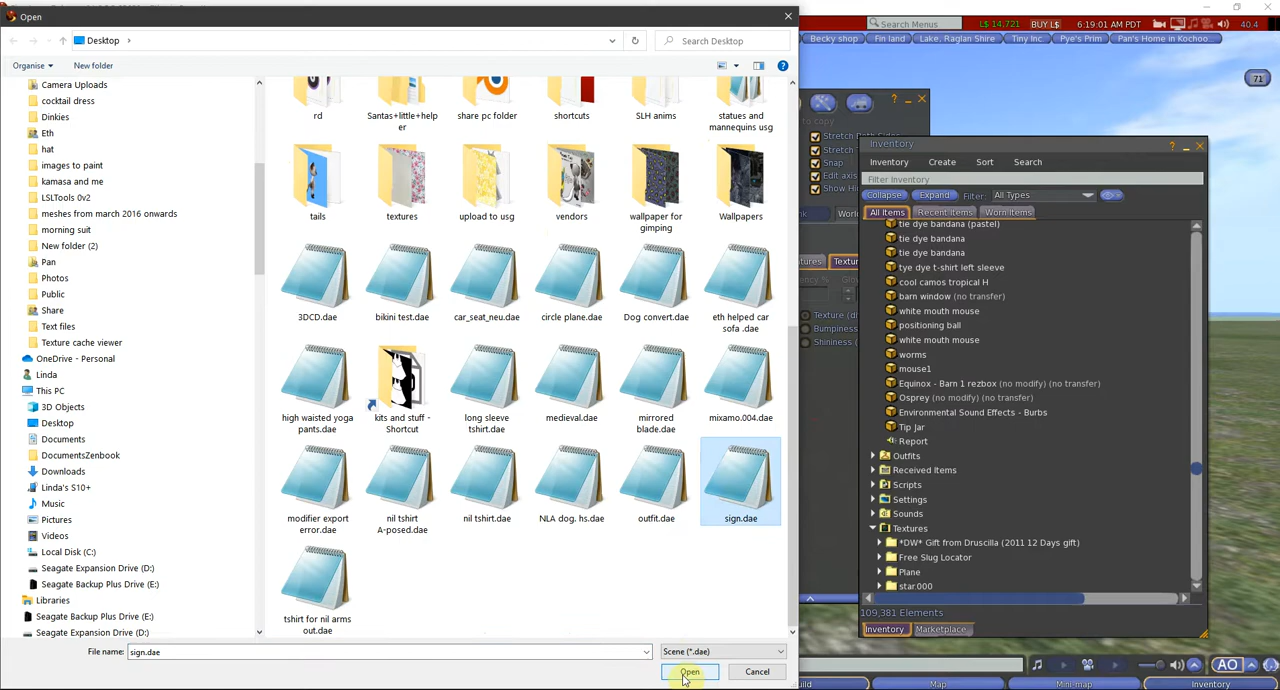 Open
Search Menus
L$ 14,721
BUY L$
6:19:01 AM PDT
40.4
Desktop
Search Desktop
Becky shop
Fin land
Lake, Raglan Shire
Tiny Inc.
Pye's Prim
Pan's Home in Kochoo...
Organise
New folder
71
Camera Uploads
cocktail dress
Dinkies
Eth
hat
images to paint
kamasa and me
LSLTools 0v2
meshes from march 2016 onwards
morning suit
New folder (2)
Pan
Photos
Public
Share
Text files
Texture cache viewer
OneDrive - Personal
Linda
This PC
3D Objects
Desktop
Documents
DocumentsZenbook
Downloads
Linda's S10+
Music
Pictures
Videos
Local Disk (C:)
Seagate Expansion Drive (D:)
Seagate Backup Plus Drive (E:)
Libraries
Seagate Backup Plus Drive (E:)
Seagate Expansion Drive (D:)
rd
Santas+little+help
er
share pc folder
shortcuts
SLH anims
statues and
mannequins usg
tails
textures
upload to usg
vendors
wallpaper for
gimping
Wallpapers
3DCD.dae
bikini test.dae
car_seat_neu.dae
circle plane.dae
Dog convert.dae
eth helped car
sofa .dae
high waisted yoga
pants.dae
kits and stuff -
Shortcut
long sleeve
tshirt.dae
medieval.dae
mirrored
blade.dae
mixamo.004.dae
modifier export
error.dae
nil tshirt
A-posed.dae
nil tshirt.dae
NLA dog. hs.dae
outfit.dae
sign.dae
tshirt for nil arms
out.dae
File name:
sign.dae
Scene (*.dae)
Open
Cancel
to copy
Snap
Edit axis
Inventory
Inventory
Create
Sort
Search
Filter Inventory
Collapse
Expand
Filter:
All Types
All Items
Recent Items
Worn Items
tie dye bandana (pastel)
tie dye bandana
tie dye bandana
tye dye t-shirt left sleeve
cool camos tropical H
barn window (no transfer)
white mouth mouse
positioning ball
white mouth mouse
worms
mouse1
Equinox - Barn 1 rezbox (no modify) (no transfer)
Osprey (no modify) (no transfer)
Environmental Sound Effects - Burbs
Tip Jar
Report
Outfits
Received Items
Scripts
Settings
Sounds
Textures
*DW* Gift from Druscilla (2011 12 Days gift)
Free Slug Locator
Plane
star.000
109,381 Elements
Inventory
Marketplace
AO
Map
Mini-map
Inventory